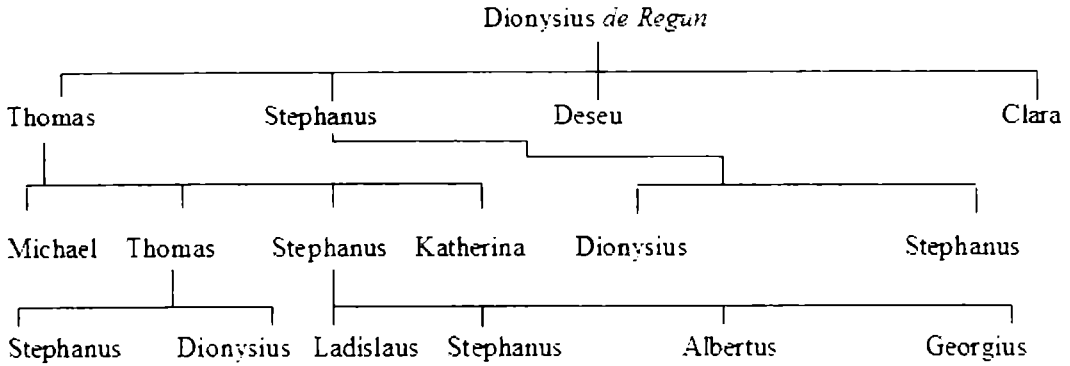 Dionysius de Regun
Thomas Stephanus Deseu Clara
Michael Thomas Stephanus Katherina Dionysius Stephanus
Stephanus Dionysius Ladislaus Stephanus Albertus Georgius